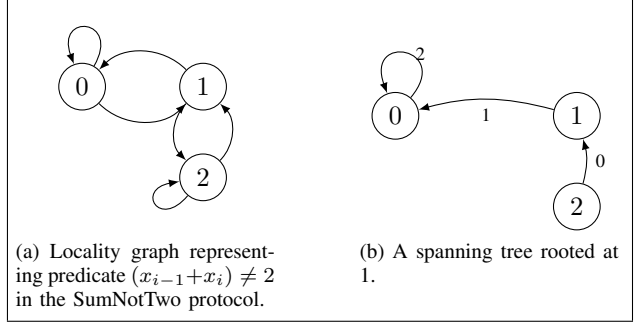 0
1
2
(a) Locality graph represent-
ing predicate (x_{i−1}+x_i) ≠ 2
in the SumNotTwo protocol.
2
0
1
1
0
2
(b) A spanning tree rooted at
1.